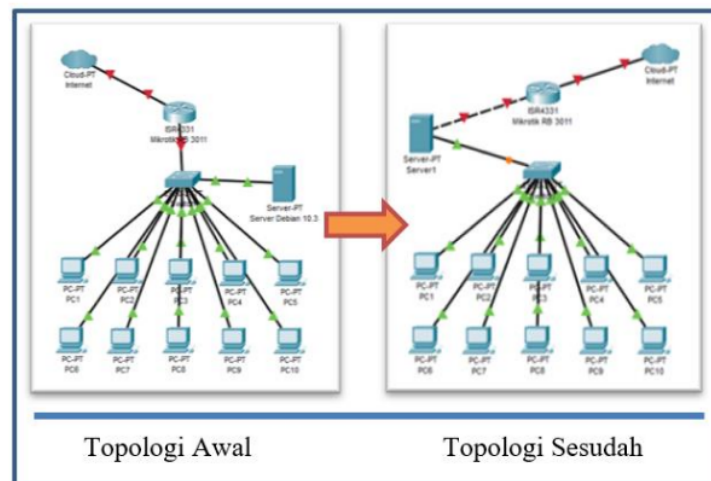 Cloud-PT
Internet
ISR4331
Mikrotik RB 3011
Server-PT
Server Debian 10.3
PC-PT
PC1
PC-PT
PC2
PC-PT
PC3
PC-PT
PC4
PC-PT
PC5
PC-PT
PC6
PC-PT
PC7
PC-PT
PC8
PC-PT
PC9
PC-PT
PC10
Topologi Awal
Cloud-PT
Internet
ISR4331
Mikrotik RB 3011
Server-PT
Server1
PC-PT
PC1
PC-PT
PC2
PC-PT
PC3
PC-PT
PC4
PC-PT
PC5
PC-PT
PC6
PC-PT
PC7
PC-PT
PC8
PC-PT
PC9
PC-PT
PC10
Topologi Sesudah